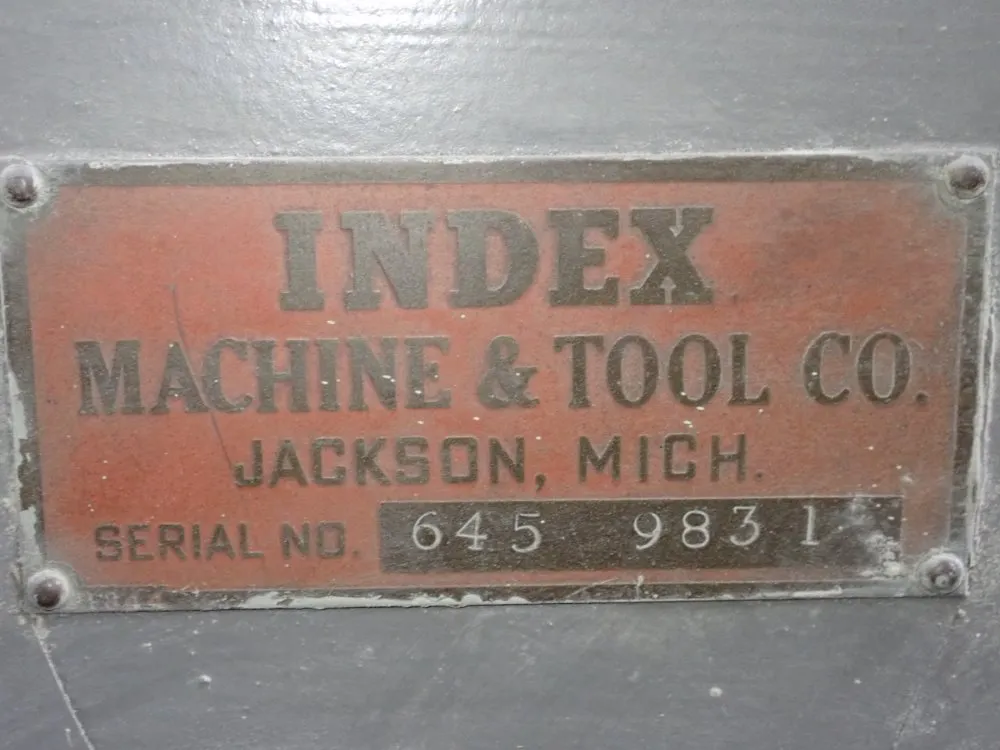 INDEX
MACHINE & TOOL CO.
JACKSON, MICH.
SERIAL NO. 645 9831